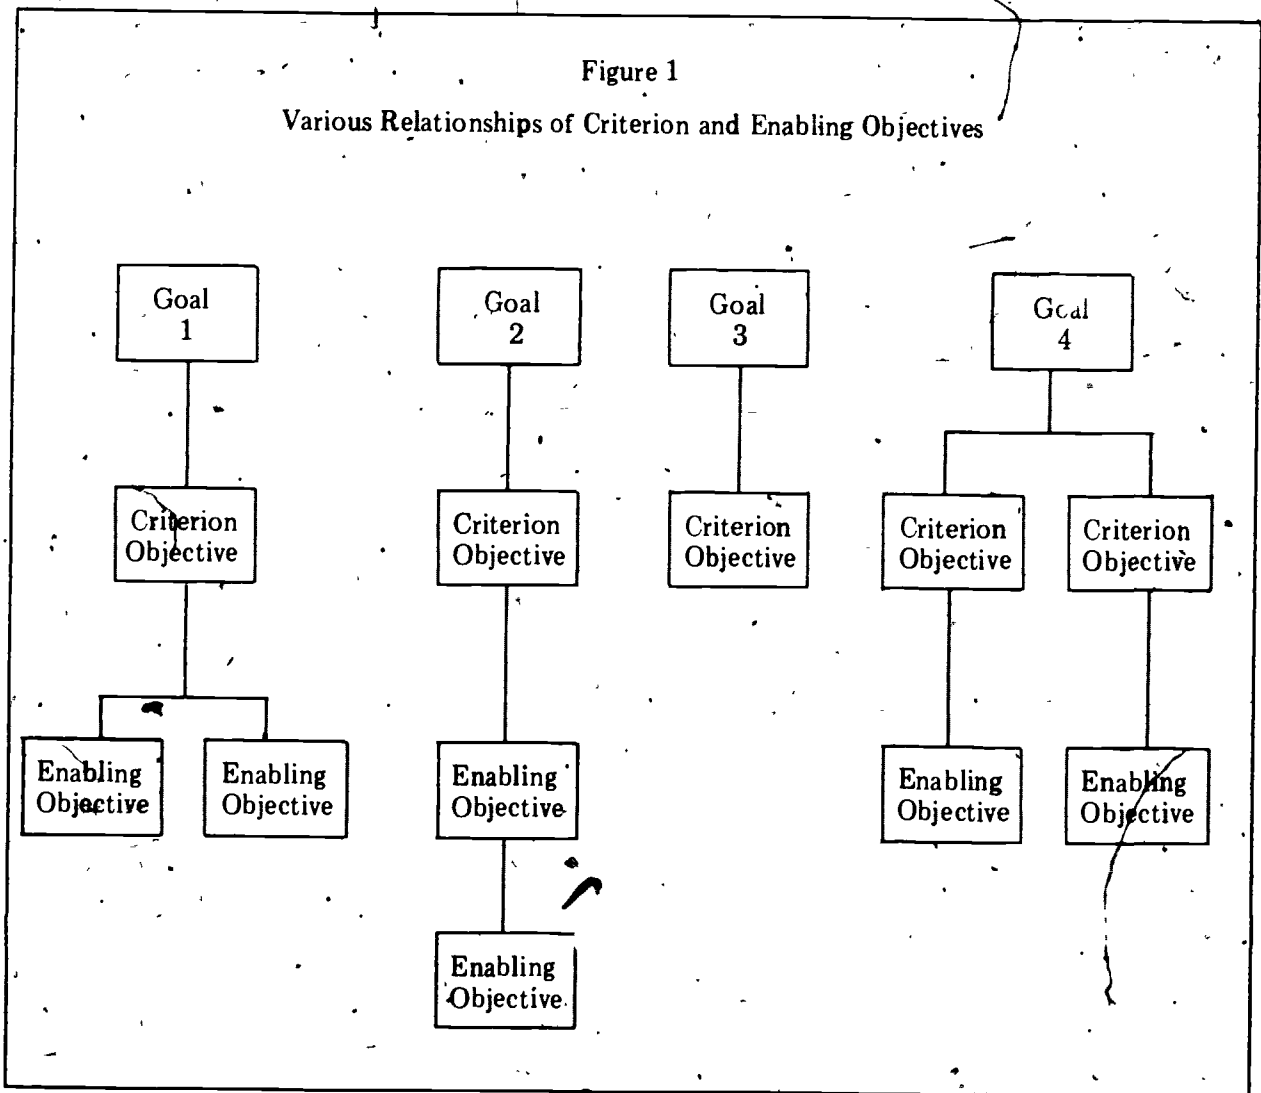 Figure 1
Various Relationships of Criterion and Enabling Objectives
Goal
1
Goal
2
Goal
3
Goal
4
Criterion
Objective
Criterion
Objective
Criterion
Objective
Criterion
Objective
Criterion
Objective
Enabling
Objective
Enabling
Objective
Enabling
Objective
Enabling
Objective
Enabling
Objective
Enabling
Objective